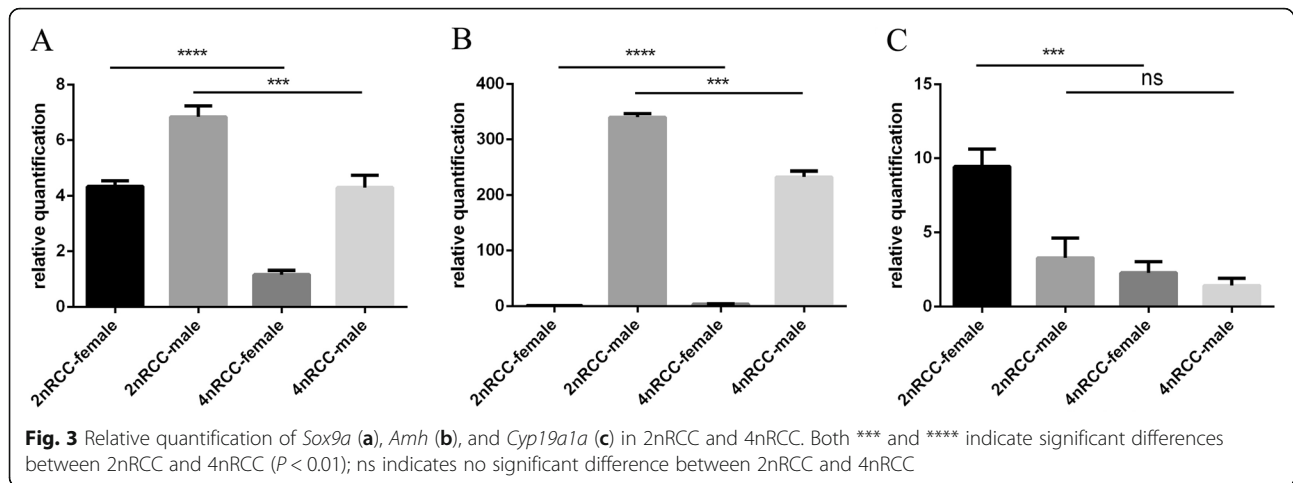 A
****
***
relative quantification
8
6
4
2
0
2nRCC-female
2nRCC-male
4nRCC-female
4nRCC-male
B
****
***
relative quantification
400
300
200
100
0
2nRCC-female
2nRCC-male
4nRCC-female
4nRCC-male
C
***
ns
relative quantification
15
10
5
0
2nRCC-female
2nRCC-male
4nRCC-female
4nRCC-male
Fig. 3 Relative quantification of Sox9a (a), Amh (b), and Cyp19a1a (c) in 2nRCC and 4nRCC. Both *** and **** indicate significant differences
between 2nRCC and 4nRCC (P < 0.01); ns indicates no significant difference between 2nRCC and 4nRCC